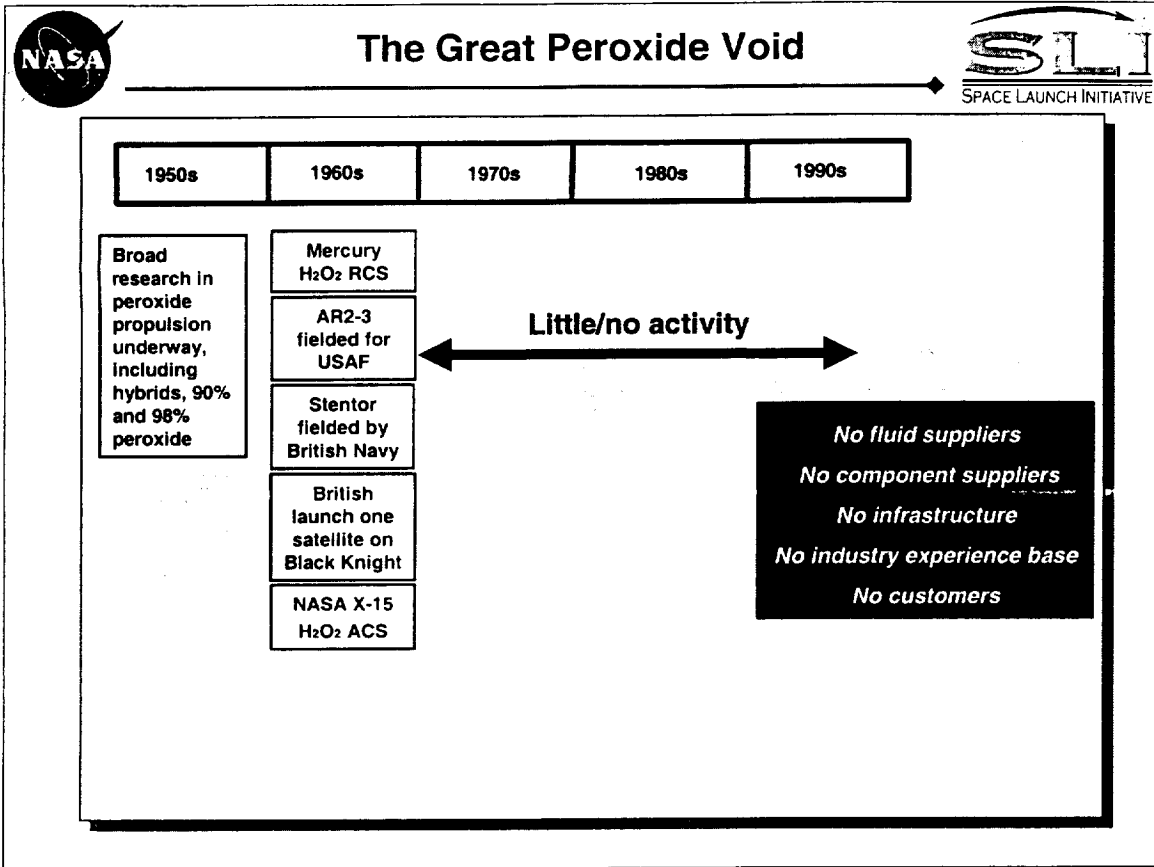 NASA
The Great Peroxide Void
SLI
SPACE LAUNCH INITIATIVE
1950s
1960s
1970s
1980s
1990s
Broad
research in
peroxide
propulsion
underway,
including
hybrids, 90%
and 98%
peroxide
Mercury
H₂O₂ RCS
AR2-3
fielded for
USAF
Stentor
fielded by
British Navy
British
launch one
satellite on
Black Knight
NASA X-15
H₂O₂ ACS
Little/no activity
No fluid suppliers
No component suppliers
No infrastructure
No industry experience base
No customers